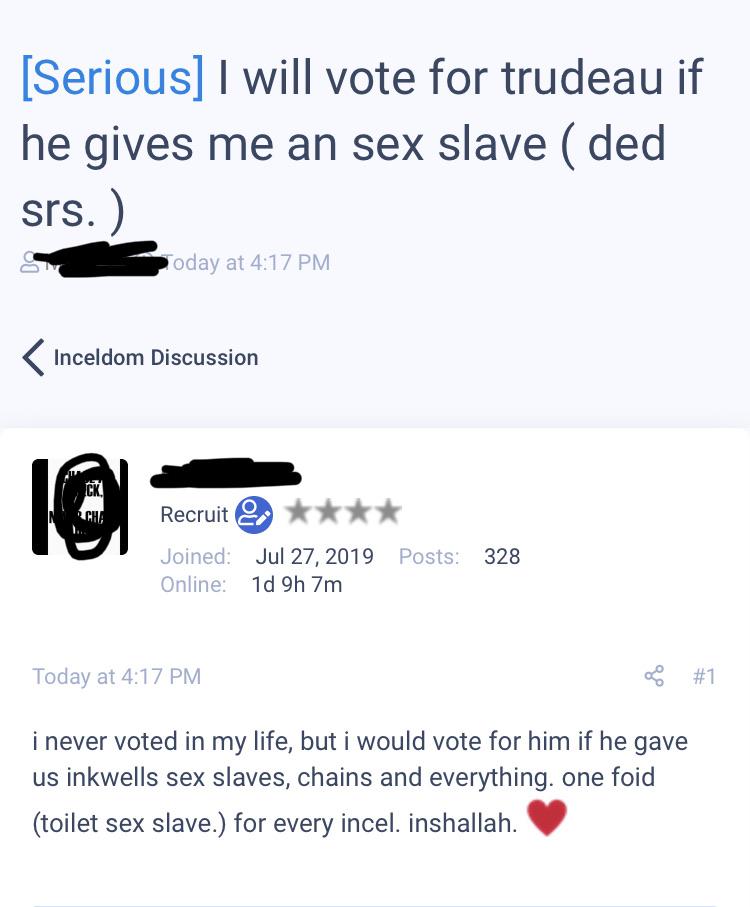 [Serious] I will vote for trudeau if
he gives me an sex slave ( ded
srs. )
Today at 4:17 PM
Inceldom Discussion
Recruit
Joined: Jul 27, 2019 Posts: 328
Online: 1d 9h 7m
Today at 4:17 PM #1
i never voted in my life, but i would vote for him if he gave
us inkwells sex slaves, chains and everything. one foid
(toilet sex slave.) for every incel. inshallah.